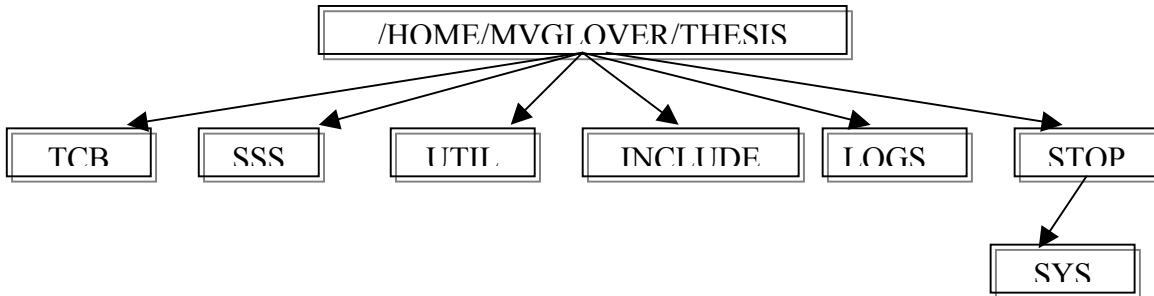 /HOME/MVGLOVER/THESIS
TCB SSS UTIL INCLUDE LOGS STOP
SYS